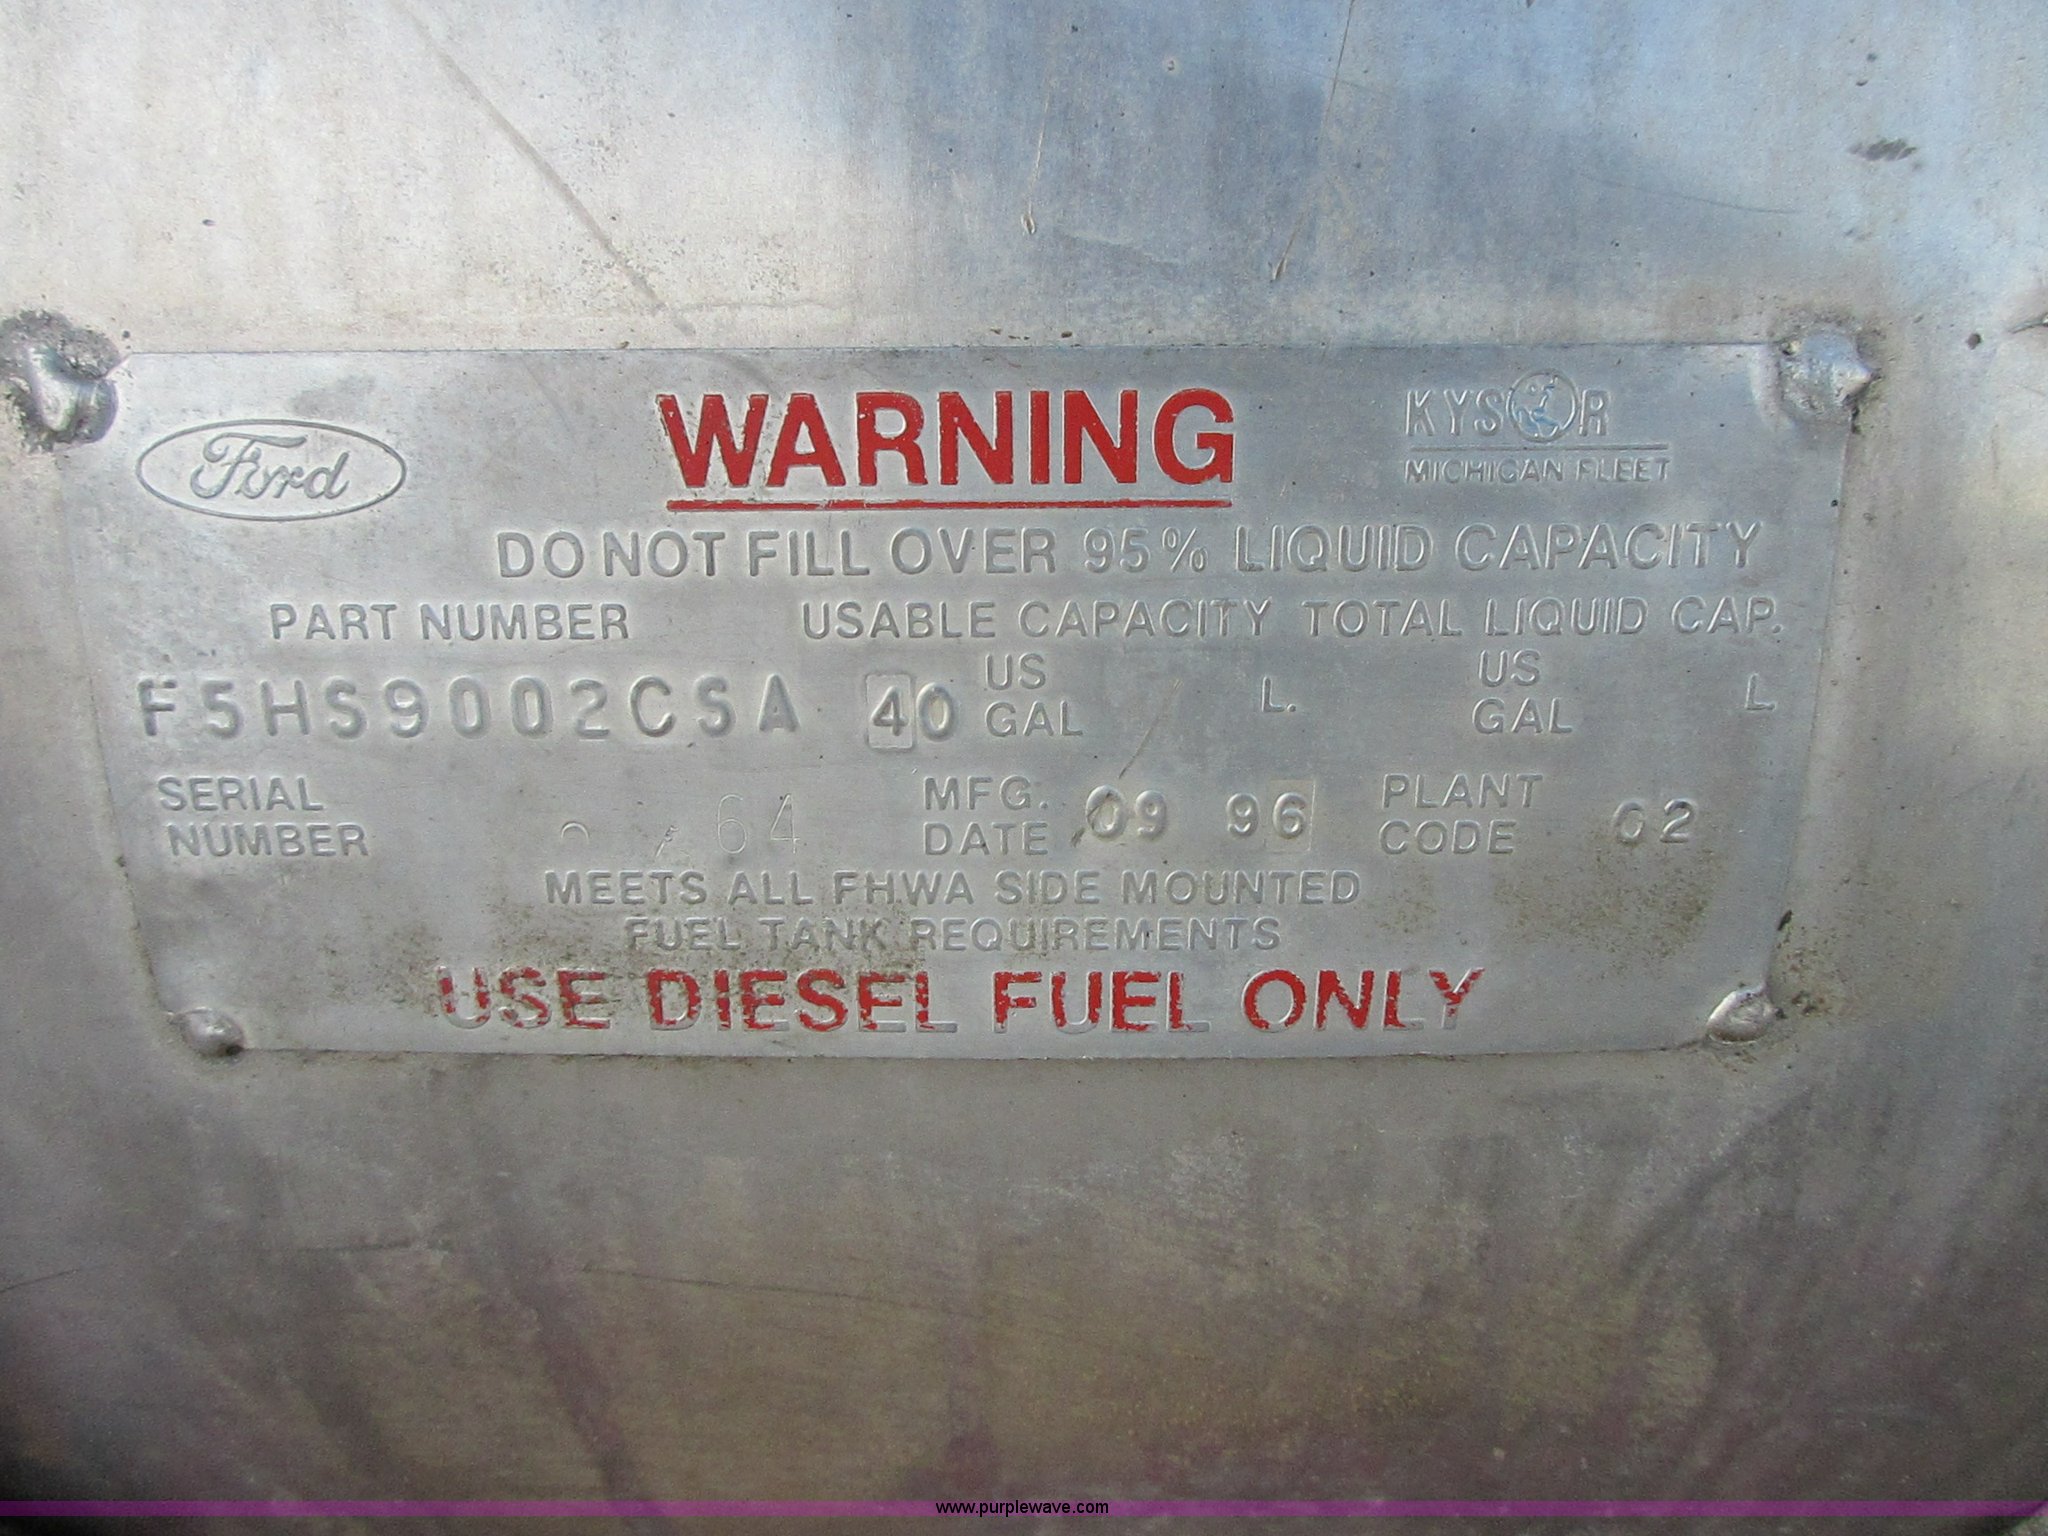 Ford
WARNING
KYSOR
MICHIGAN FLEET
DO NOT FILL OVER 95% LIQUID CAPACITY
PART NUMBER USABLE CAPACITY TOTAL LIQUID CAP.
F5HS9002CSA 40 US GAL L. US GAL L
SERIAL NUMBER 64 MFG. DATE 09 96 PLANT CODE 02
MEETS ALL FHWA SIDE MOUNTED
FUEL TANK REQUIREMENTS
USE DIESEL FUEL ONLY
www.purplewave.com